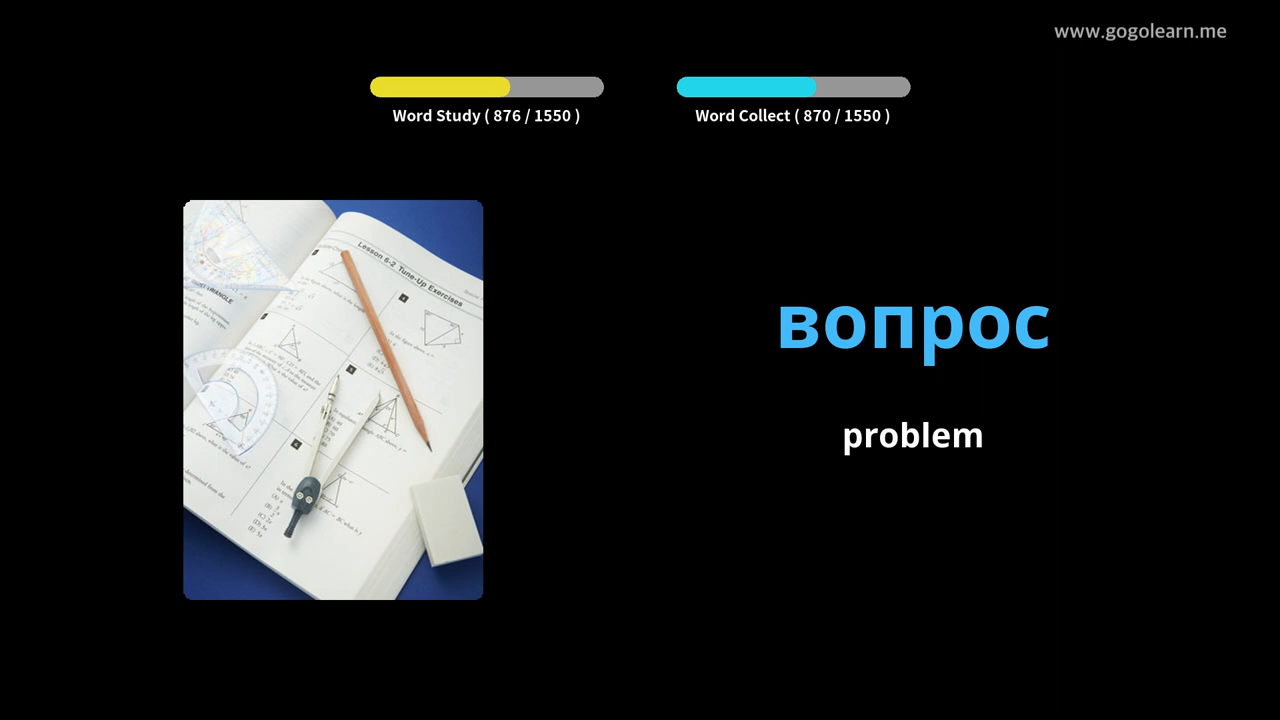 www.gogolearn.me
Word Study ( 876 / 1550 )
Word Collect ( 870 / 1550 )
Lesson 6-2 Tune-Up Exercises
вопрос
problem